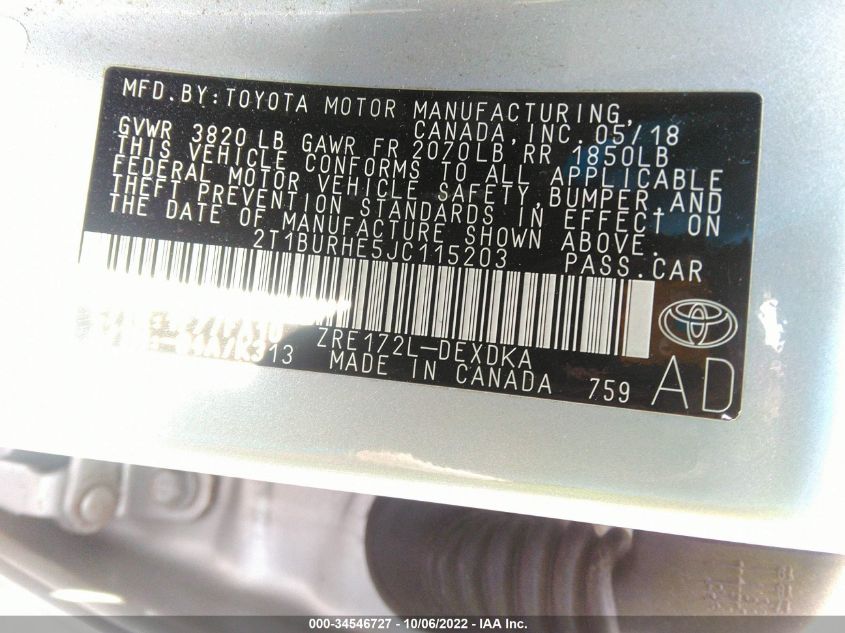 MFD.BY:TOYOTA MOTOR MANUFACTURING,
CANADA,INC.05/18
GVWR 3820 LB GAWR FR 2070LB RR 1850LB
THIS VEHICLE CONFORMS TO ALL APPLICABLE
FEDERAL MOTOR VEHICLE SAFETY,BUMPER,AND
THEFT PREVENTION STANDARDS IN EFFECT ON
THE DATE OF MANUFACTURE SHOWN ABOVE.
2T1BURHE5JC115203 PASS.CAR
ZRE172L-DEXDKA
MADE IN CANADA 759 AD
000-34546727 - 10/06/2022 - IAA Inc.